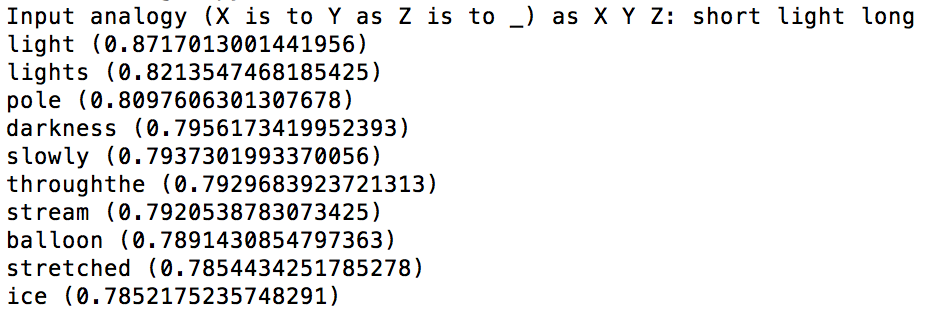 Input analogy (X is to Y as Z is to _) as X Y Z: short light long
light (0.8717013001441956)
lights (0.8213547468185425)
pole (0.8097606301307678)
darkness (0.7956173419952393)
slowly (0.7937301993370056)
throughthe (0.7929683923721313)
stream (0.7920538783073425)
balloon (0.7891430854797363)
stretched (0.7854434251785278)
ice (0.7852175235748291)